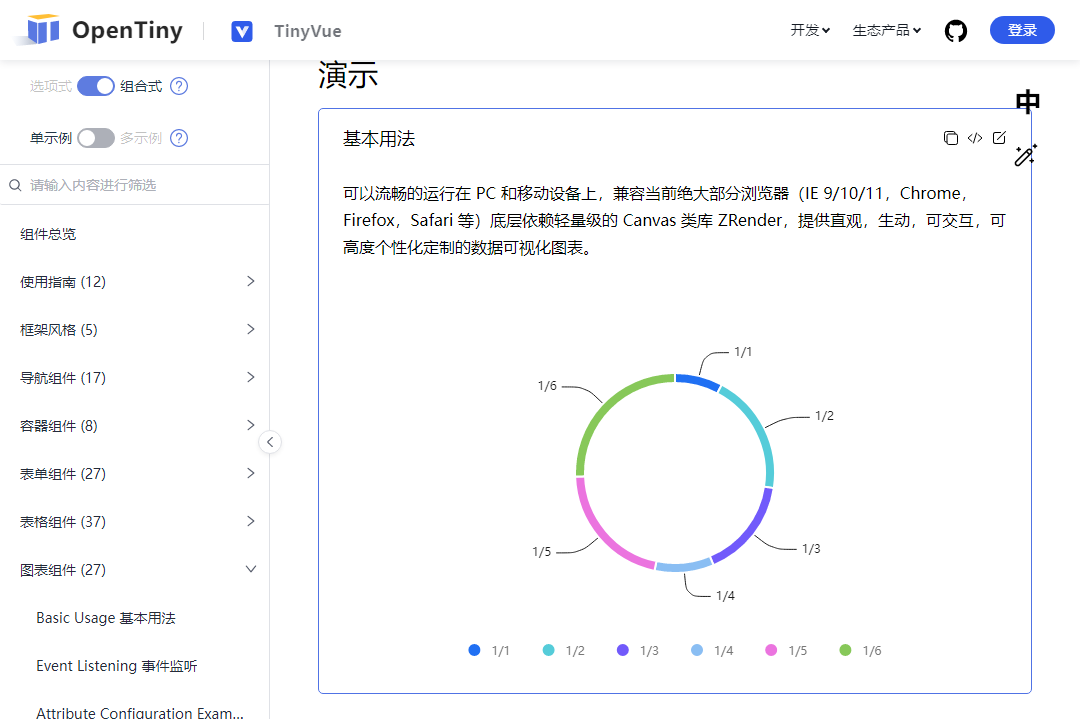 OpenTiny
TinyVue
开发
生态产品
登录
选项式 组合式 ?
单示例 多示例 ?
请输入内容进行筛选
组件总览
使用指南 (12)
框架风格 (5)
导航组件 (17)
容器组件 (8)
表单组件 (27)
表格组件 (37)
图表组件 (27)
Basic Usage 基本用法
Event Listening 事件监听
Attribute Configuration Exam...
演示
中
基本用法
可以流畅的运行在 PC 和移动设备上，兼容当前绝大部分浏览器（IE 9/10/11，Chrome，
Firefox，Safari 等）底层依赖轻量级的 Canvas 类库 ZRender，提供直观，生动，可交互，可
高度个性化定制的数据可视化图表。
1/1
1/6
1/2
1/3
1/5
1/4
1/1 1/2 1/3 1/4 1/5 1/6